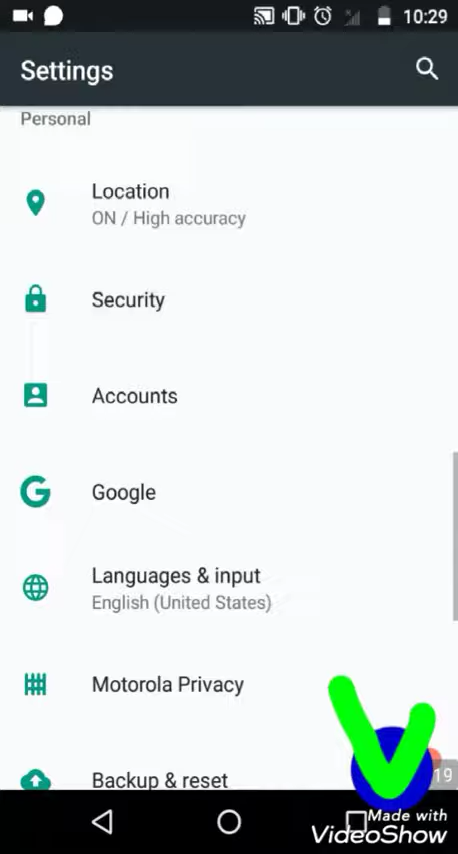 10:29
Settings
Personal
Location
ON / High accuracy
Security
Accounts
Google
Languages & input
English (United States)
Motorola Privacy
19
Backup & reset
Made with
VideoShow